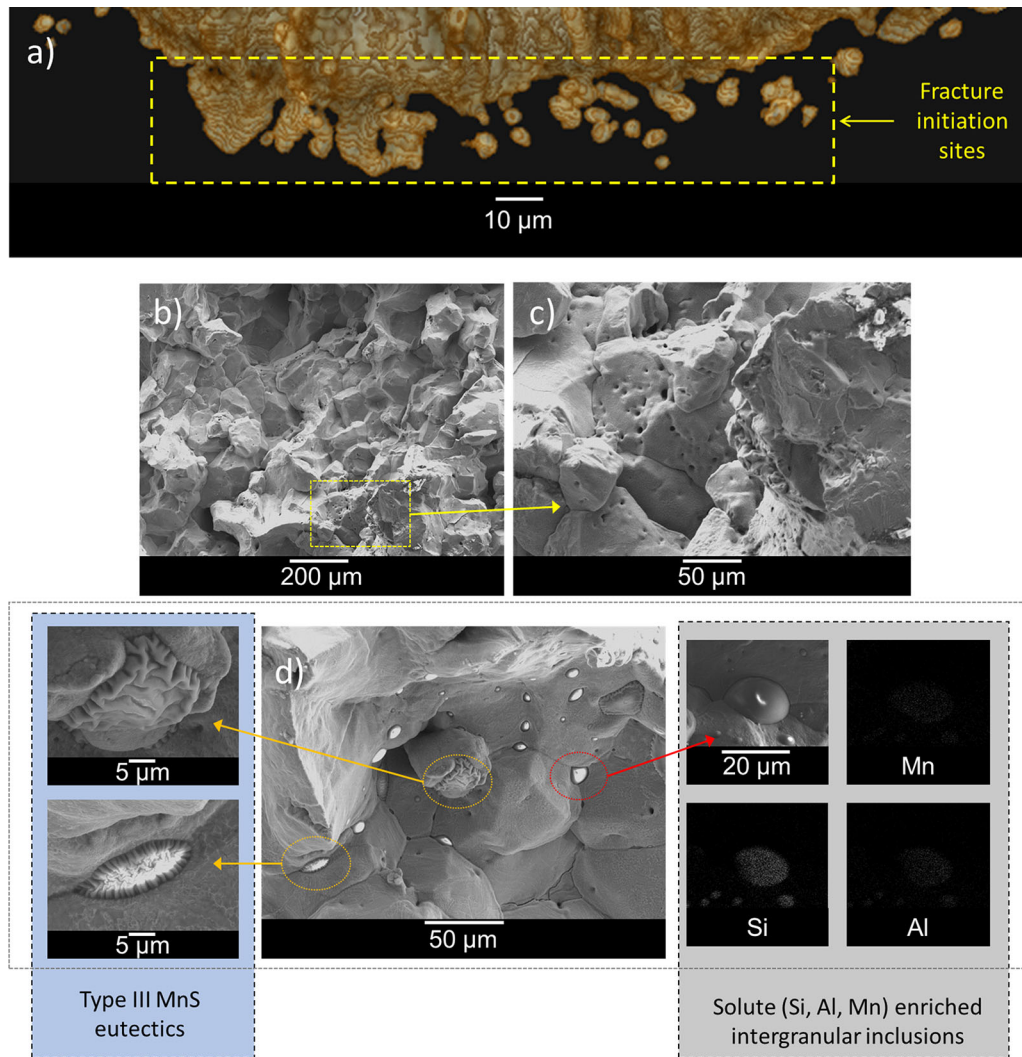 a)
Fracture
initiation
sites
10 µm
b)
c)
200 µm
50 µm
d)
5 µm
5 µm
50 µm
20 µm
Mn
Si
Al
Type III MnS
eutectics
Solute (Si, Al, Mn) enriched
intergranular inclusions